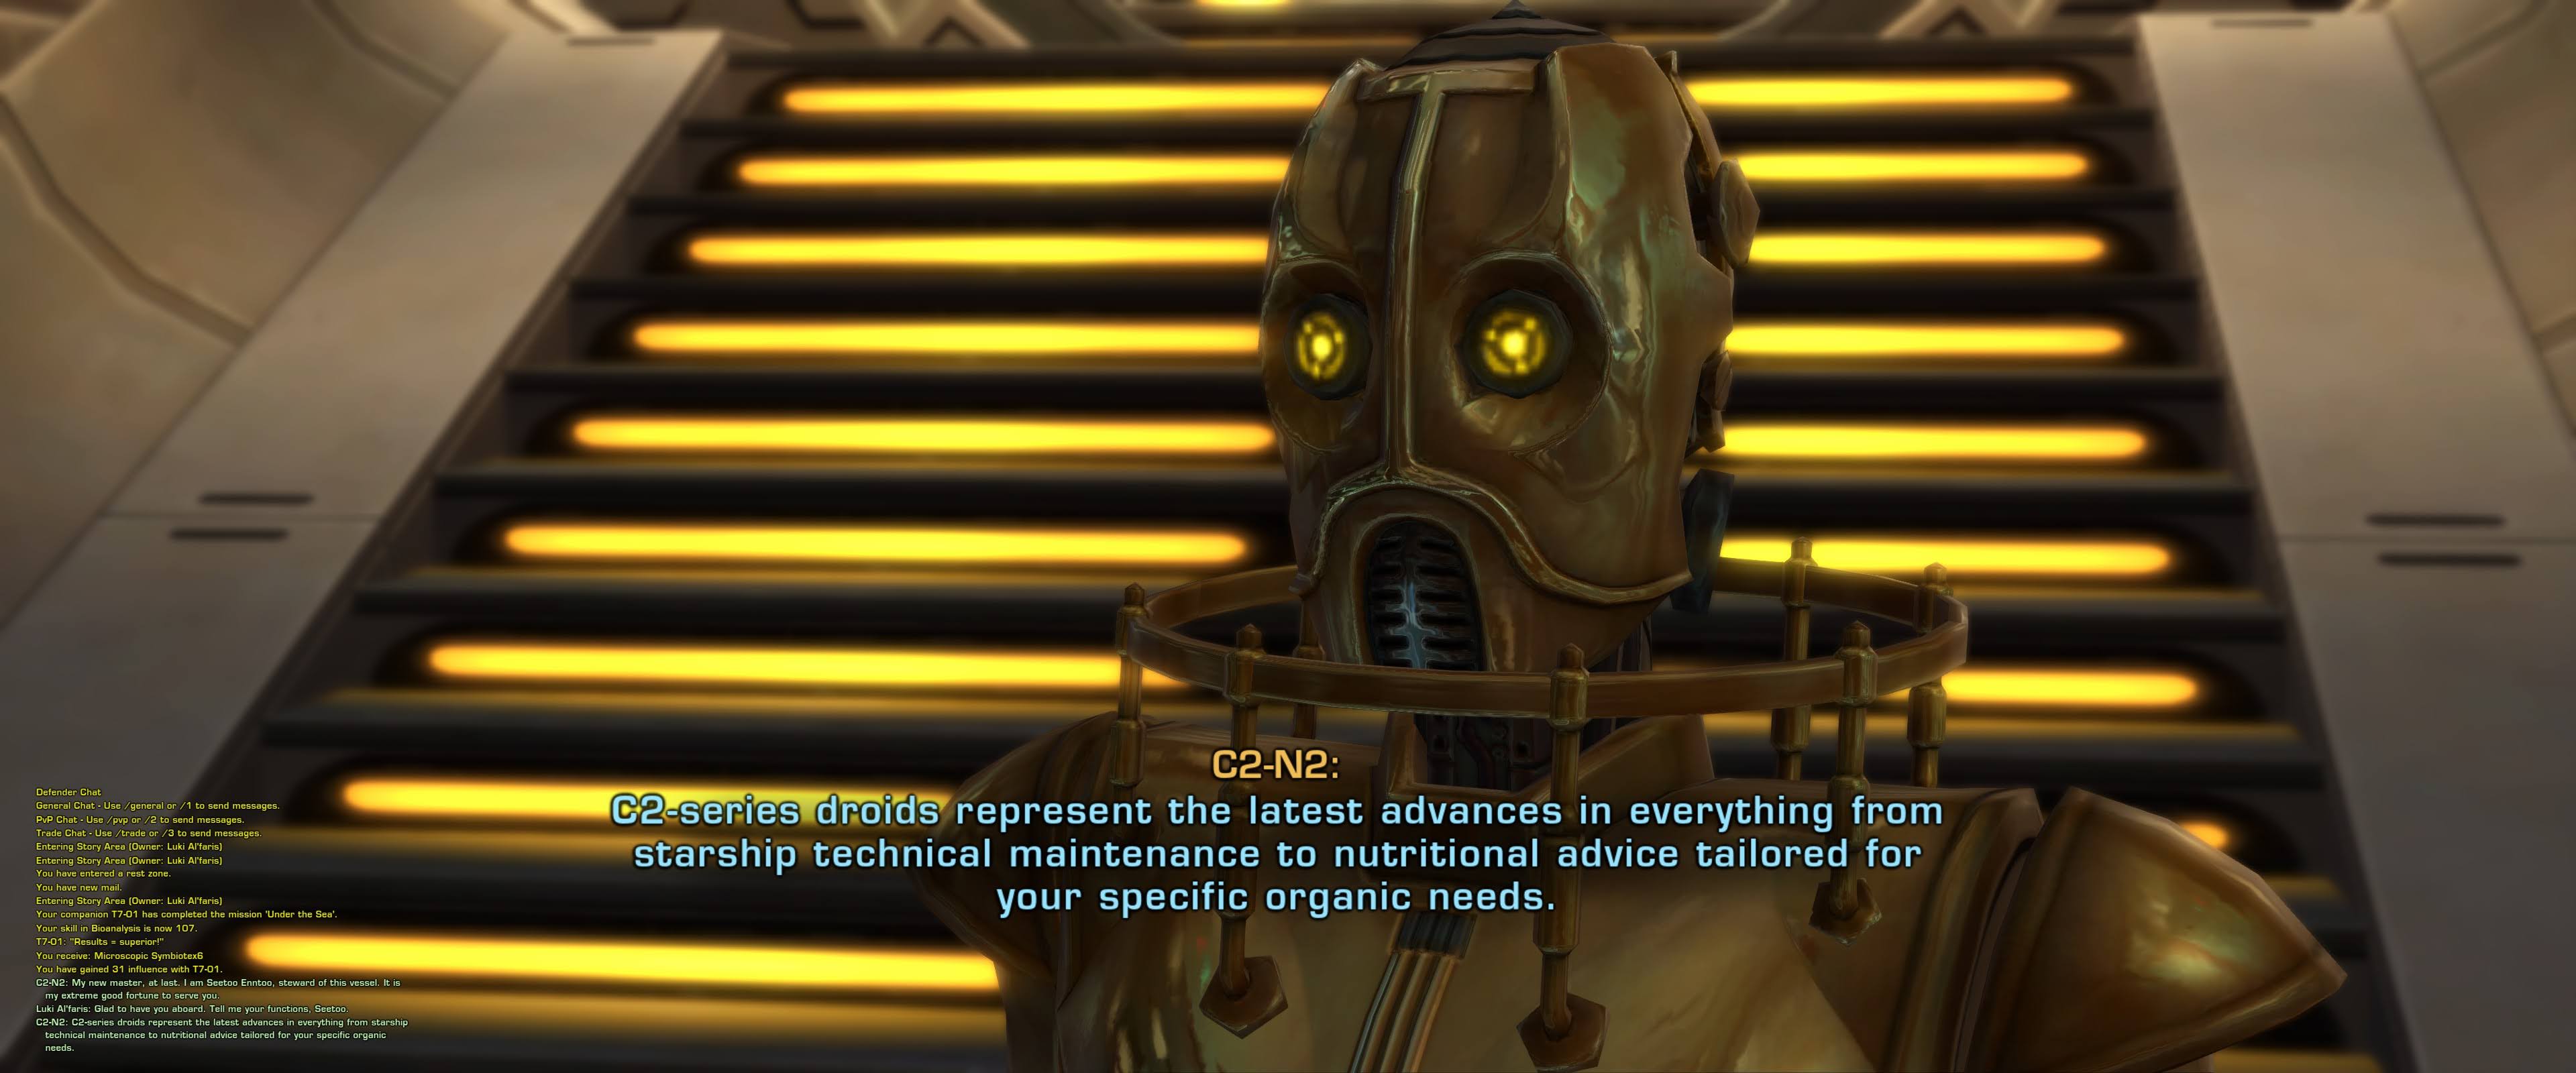 C2-N2:
C2-series droids represent the latest advances in everything from
starship technical maintenance to nutritional advice tailored for
your specific organic needs.
Defender Chat
General Chat - Use /general or /1 to send messages.
PvP Chat - Use /pvp or /2 to send messages.
Trade Chat - Use /trade or /3 to send messages.
Entering Story Area (Owner: Luki Al'faris)
Entering Story Area (Owner: Luki Al'faris)
You have entered a rest zone.
You have new mail.
Entering Story Area (Owner: Luki Al'faris)
Your companion T7-O1 has completed the mission 'Under the Sea'.
Your skill in Bioanalysis is now 107.
T7-O1: "Results = superior!"
You receive: Microscopic Symbiotex6
You have gained 31 influence with T7-O1.
C2-N2: My new master, at last. I am Seetoo Enntoo, steward of this vessel. It is
my extreme good fortune to serve you.
Luki Al'faris: Glad to have you aboard. Tell me your functions, Seetoo.
C2-N2: C2-series droids represent the latest advances in everything from starship
technical maintenance to nutritional advice tailored for your specific organic
needs.